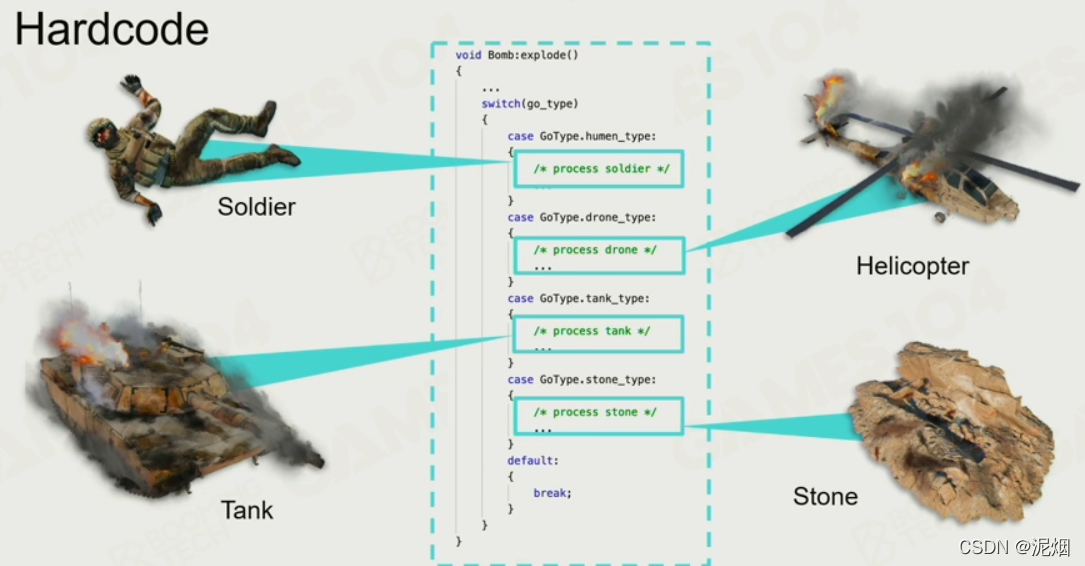 Hardcode
void Bomb:explode()
{
...
switch(go_type)
{
case GoType.humen_type:
{
/* process soldier */
...
}
case GoType.drone_type:
{
/* process drone */
...
}
case GoType.tank_type:
{
/* process tank */
...
}
case GoType.stone_type:
{
/* process stone */
...
}
default:
{
break;
}
}
}
Soldier
Helicopter
Tank
Stone
BOOMING
TECH
GAMES104
CSDN @泥烟